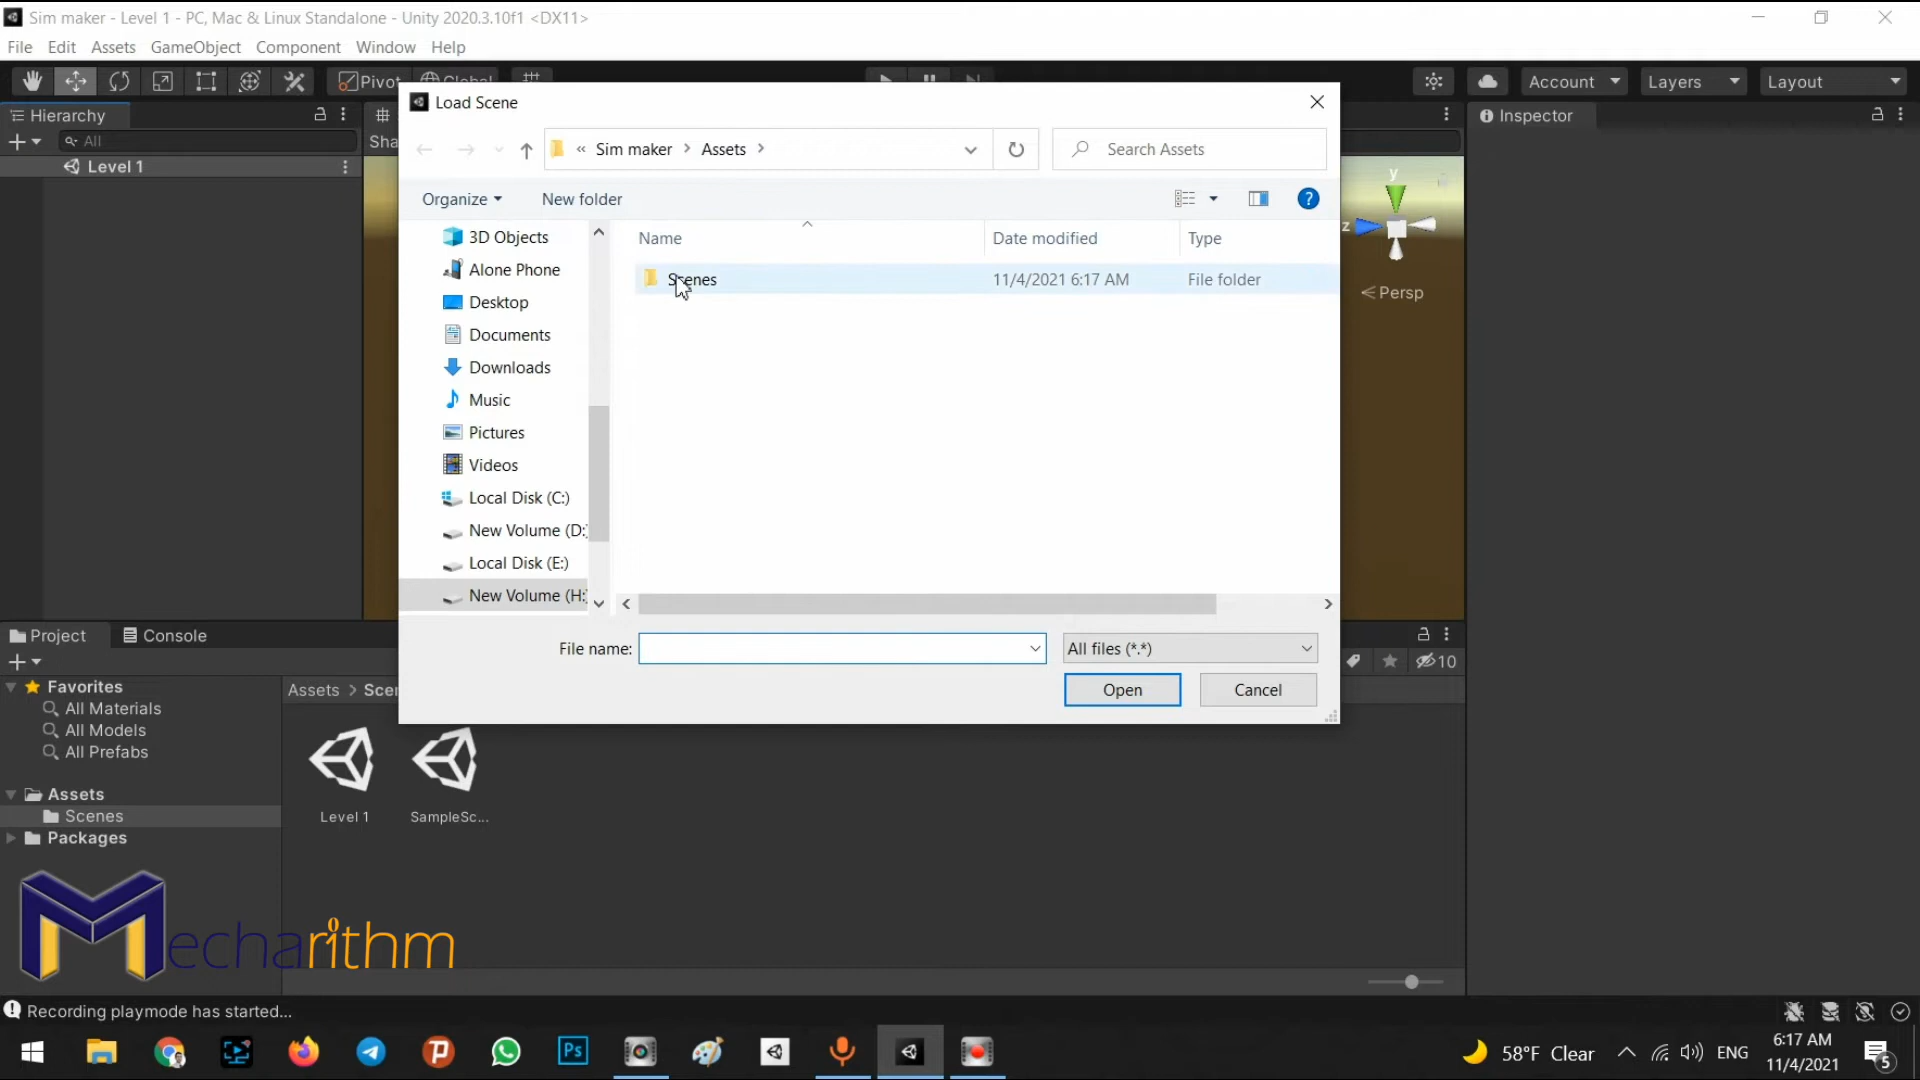 Sim maker - Level 1 - PC, Mac & Linux Standalone - Unity 2020.3.10f1 <DX11>
File Edit Assets GameObject Component Window Help
Pivot Global Account Layers Layout
Load Scene
Hierarchy
Inspector
All
Sha
« Sim maker > Assets >
Search Assets
Level 1
Organize
New folder
y
z
Persp
3D Objects
Alone Phone
Desktop
Documents
Downloads
Music
Pictures
Videos
Local Disk (C:)
New Volume (D:
Local Disk (E:)
New Volume (H:
Name Date modified Type
Scenes 11/4/2021 6:17 AM File folder
File name:
All files (*.*)
Open Cancel
Project Console
10
Favorites
All Materials
All Models
All Prefabs
Assets
Scenes
Packages
Assets > Scen
Level 1 SampleSc...
Mecharithm
Recording playmode has started...
58°F Clear
ENG
6:17 AM
11/4/2021
5
Ps